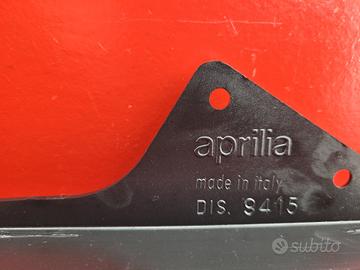 aprilia
made in italy
DIS. 9415
subito